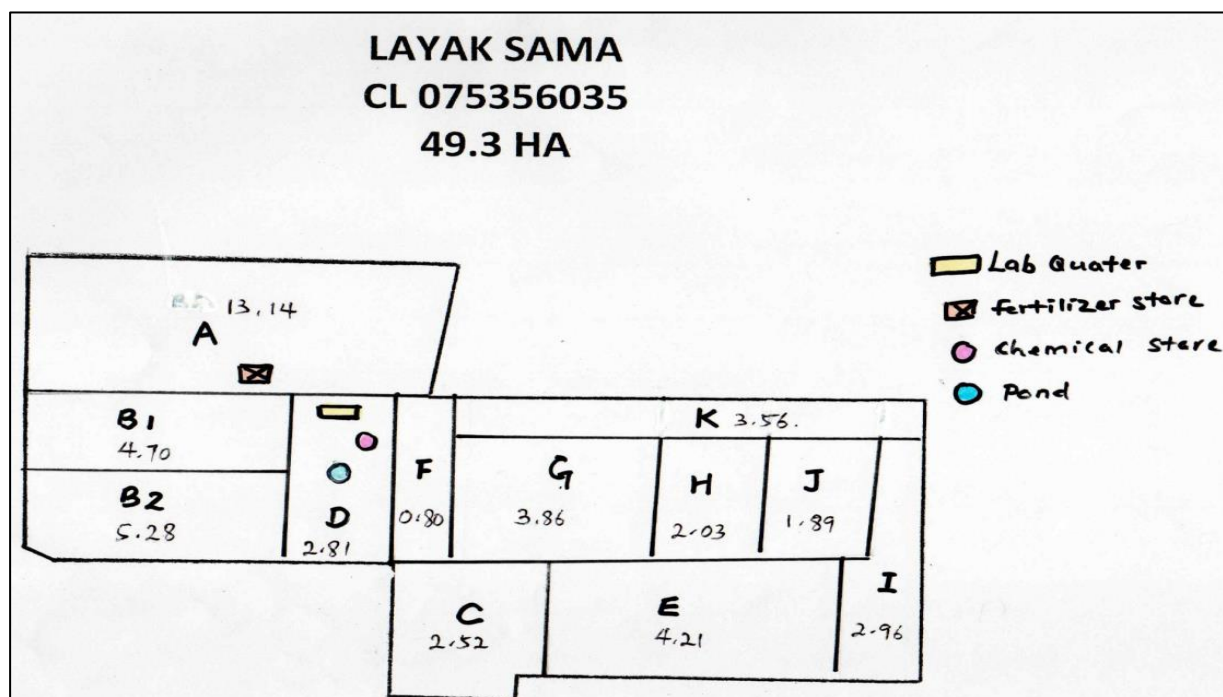 LAYAK SAMA
CL 075356035
49.3 HA
Lab Quater
fertilizer store
chemical store
Pond
13.14
A
B1
4.70
B2
5.28
D
2.81
F
0.80
K 3.56.
G
3.86
H
2.03
J
1.89
C
2.52
E
4.21
I
2.96